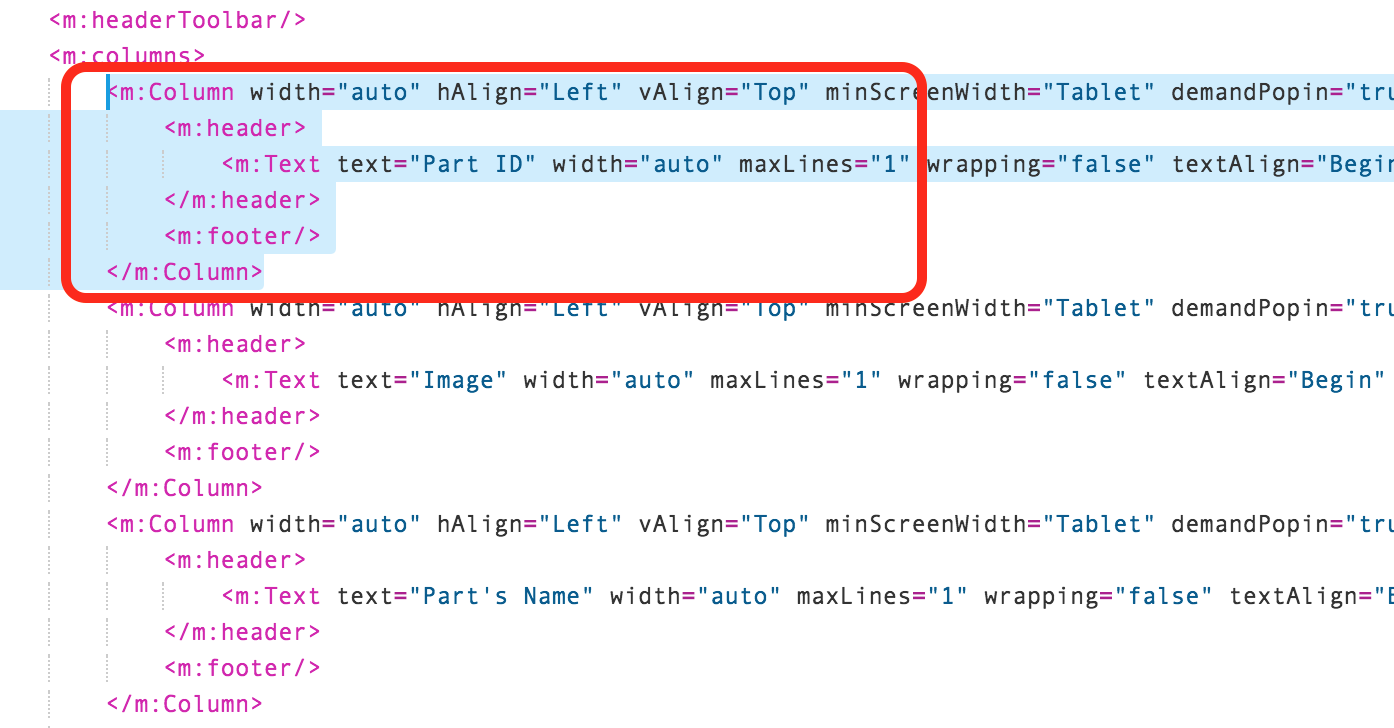 <m:headerToolbar/>
<m:columns>
<m:Column width="auto" hAlign="Left" vAlign="Top" minScreenWidth="Tablet" demandPopin="tru
<m:header>
<m:Text text="Part ID" width="auto" maxLines="1" wrapping="false" textAlign="Begin
</m:header>
<m:footer/>
</m:Column>
<m:Column width="auto" hAlign="Left" vAlign="Top" minScreenWidth="Tablet" demandPopin="tru
<m:header>
<m:Text text="Image" width="auto" maxLines="1" wrapping="false" textAlign="Begin"
</m:header>
<m:footer/>
</m:Column>
<m:Column width="auto" hAlign="Left" vAlign="Top" minScreenWidth="Tablet" demandPopin="tru
<m:header>
<m:Text text="Part's Name" width="auto" maxLines="1" wrapping="false" textAlign="B
</m:header>
<m:footer/>
</m:Column>